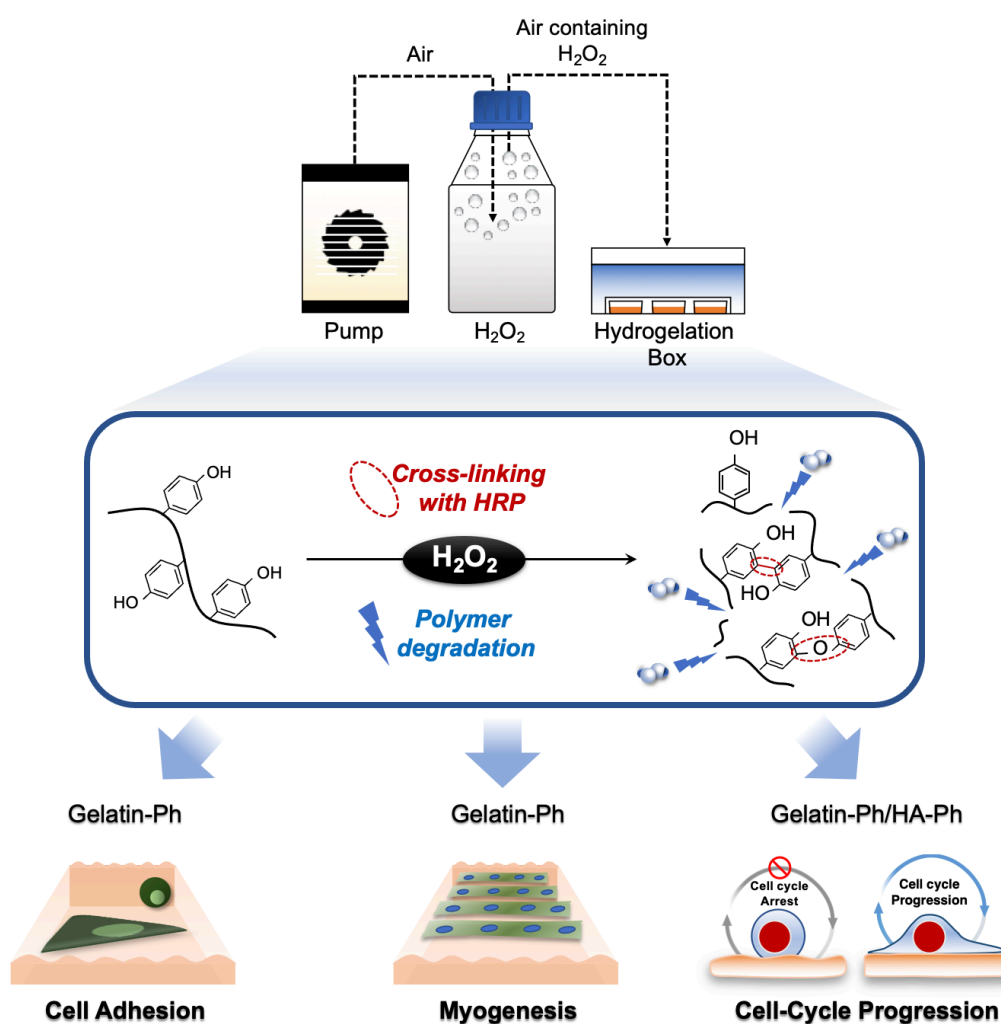 Air containing
H₂O₂
Air
Pump
H₂O₂
Hydrogelation
Box
OH
HO
OH
Cross-linking
with HRP
H₂O₂
Polymer
degradation
OH
OH
HO
OH
O
Gelatin-Ph
Gelatin-Ph
Gelatin-Ph/HA-Ph
Cell cycle
Arrest
Cell cycle
Progression
Cell Adhesion
Myogenesis
Cell-Cycle Progression